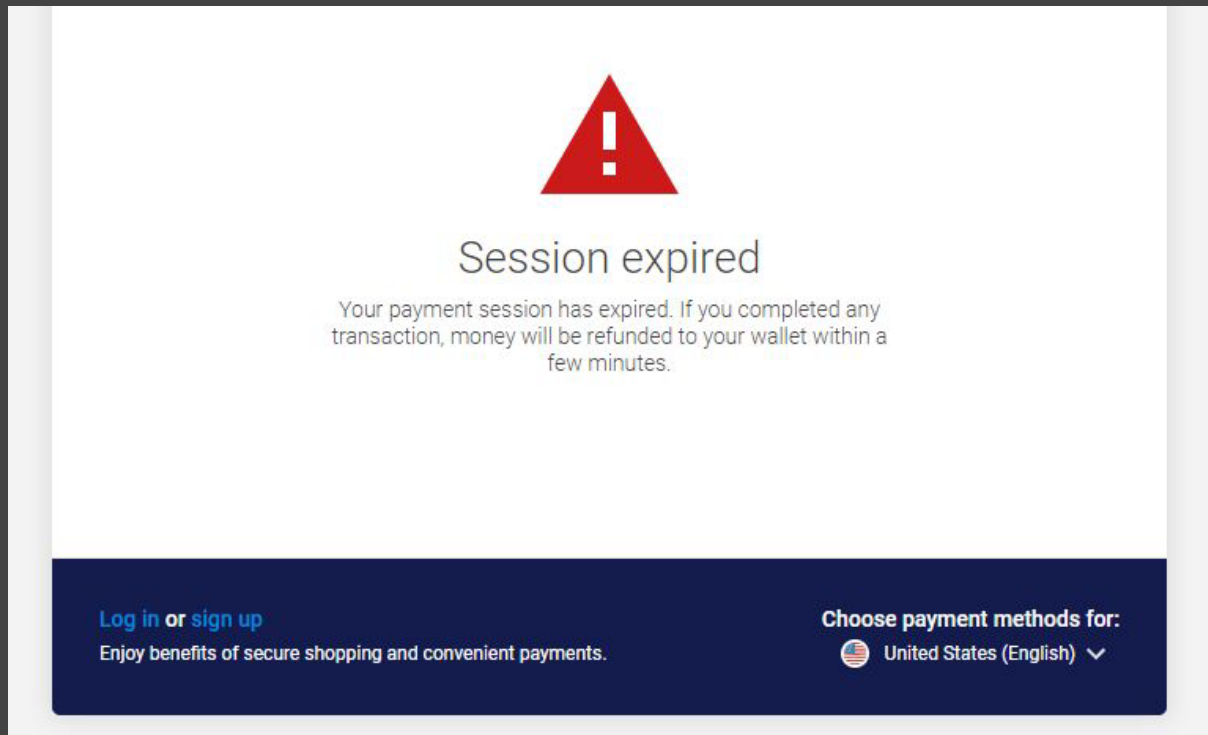 Session expired
Your payment session has expired. If you completed any
transaction, money will be refunded to your wallet within a
few minutes.
Log in or sign up
Enjoy benefits of secure shopping and convenient payments.
Choose payment methods for:
United States (English)